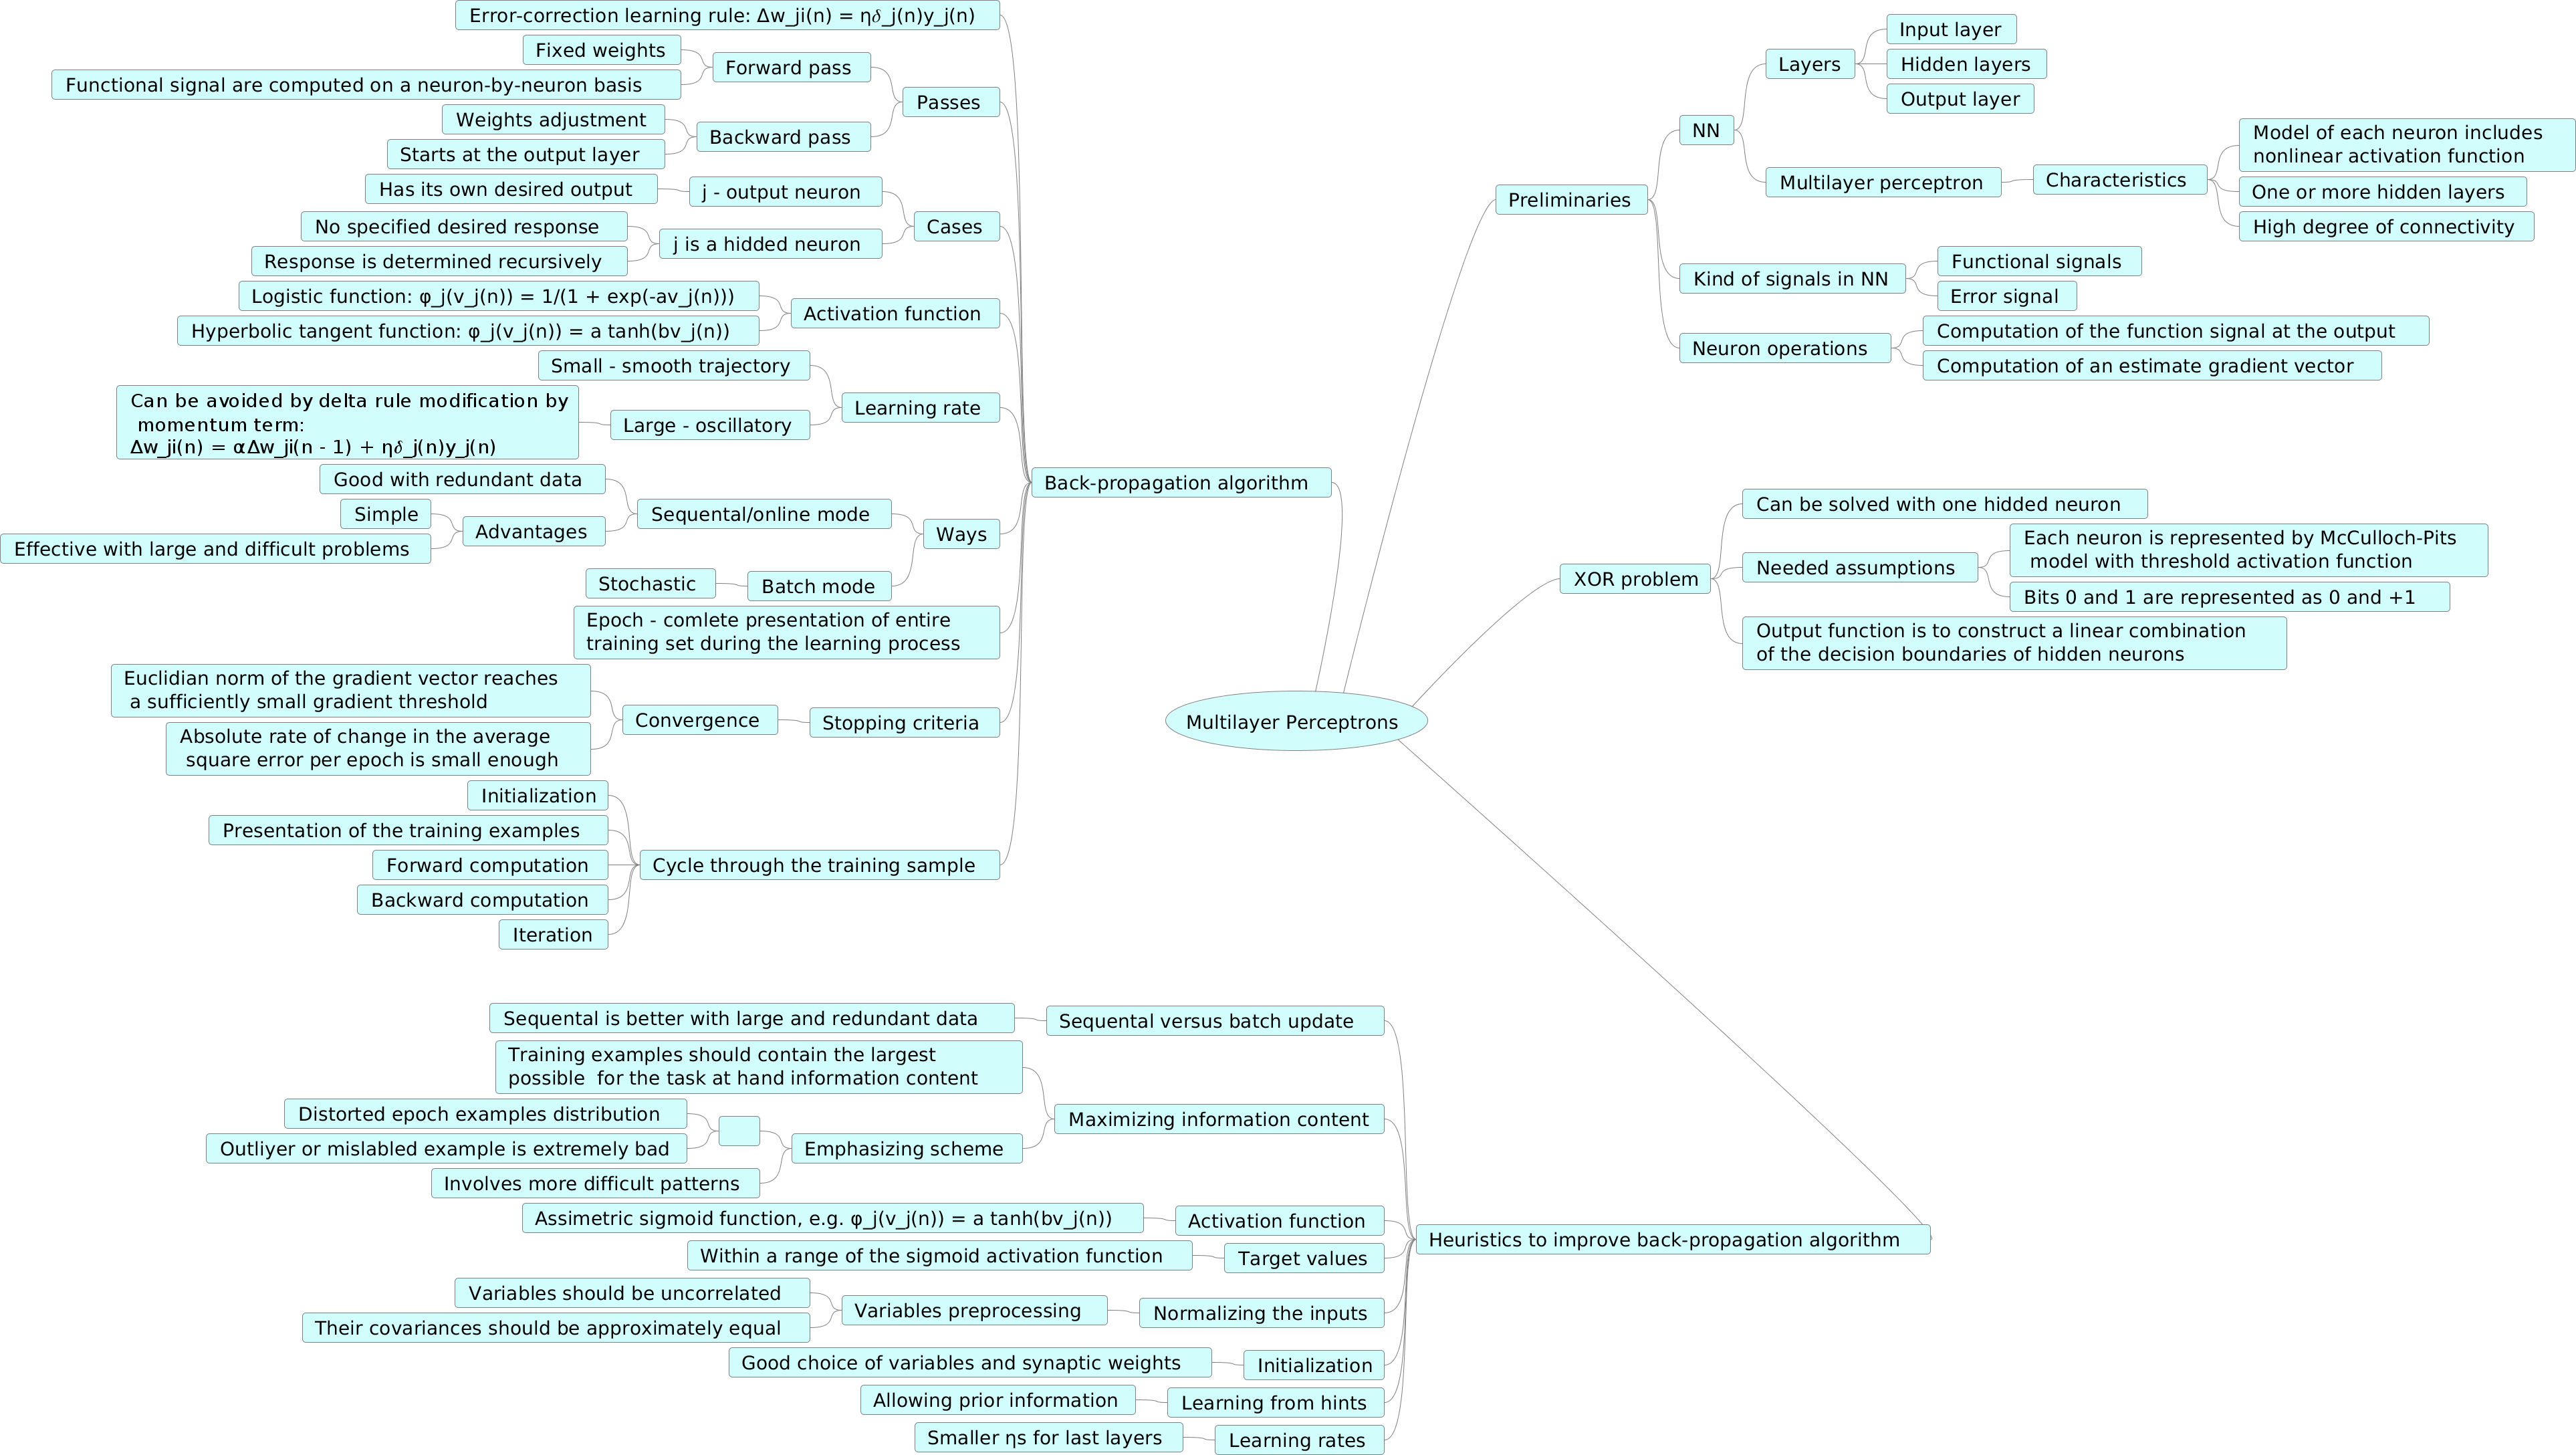 Multilayer Perceptrons
Preliminaries
NN
Layers
Input layer
Hidden layers
Output layer
Multilayer perceptron
Characteristics
Model of each neuron includes
nonlinear activation function
One or more hidden layers
High degree of connectivity
Kind of signals in NN
Functional signals
Error signal
Neuron operations
Computation of the function signal at the output
Computation of an estimate gradient vector
Back-propagation algorithm
Error-correction learning rule: Δw_ji(n) = ηδ_j(n)y_j(n)
Passes
Forward pass
Fixed weights
Functional signal are computed on a neuron-by-neuron basis
Backward pass
Weights adjustment
Starts at the output layer
Cases
j - output neuron
Has its own desired output
j is a hidded neuron
No specified desired response
Response is determined recursively
Activation function
Logistic function: φ_j(v_j(n)) = 1/(1 + exp(-av_j(n)))
Hyperbolic tangent function: φ_j(v_j(n)) = a tanh(bv_j(n))
Learning rate
Small - smooth trajectory
Large - oscillatory
Can be avoided by delta rule modification by
momentum term:
Δw_ji(n) = αΔw_ji(n - 1) + ηδ_j(n)y_j(n)
Ways
Sequental/online mode
Good with redundant data
Advantages
Simple
Effective with large and difficult problems
Batch mode
Stochastic
Epoch - comlete presentation of entire
training set during the learning process
Stopping criteria
Convergence
Euclidian norm of the gradient vector reaches
a sufficiently small gradient threshold
Absolute rate of change in the average
square error per epoch is small enough
Cycle through the training sample
Initialization
Presentation of the training examples
Forward computation
Backward computation
Iteration
XOR problem
Can be solved with one hidded neuron
Needed assumptions
Each neuron is represented by McCulloch-Pits
model with threshold activation function
Bits 0 and 1 are represented as 0 and +1
Output function is to construct a linear combination
of the decision boundaries of hidden neurons
Heuristics to improve back-propagation algorithm
Sequental versus batch update
Sequental is better with large and redundant data
Maximizing information content
Training examples should contain the largest
possible  for the task at hand information content
Emphasizing scheme
Distorted epoch examples distribution
Outliyer or mislabled example is extremely bad
Involves more difficult patterns
Activation function
Assimetric sigmoid function, e.g. φ_j(v_j(n)) = a tanh(bv_j(n))
Target values
Within a range of the sigmoid activation function
Normalizing the inputs
Variables preprocessing
Variables should be uncorrelated
Their covariances should be approximately equal
Initialization
Good choice of variables and synaptic weights
Learning from hints
Allowing prior information
Learning rates
Smaller ηs for last layers